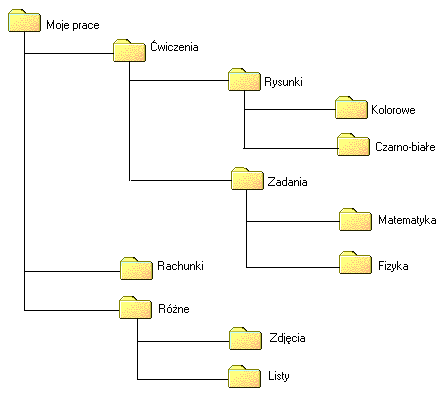 Moje prace
Ćwiczenia
Rysunki
Kolorowe
Czarno-białe
Zadania
Matematyka
Fizyka
Rachunki
Różne
Zdjęcia
Listy